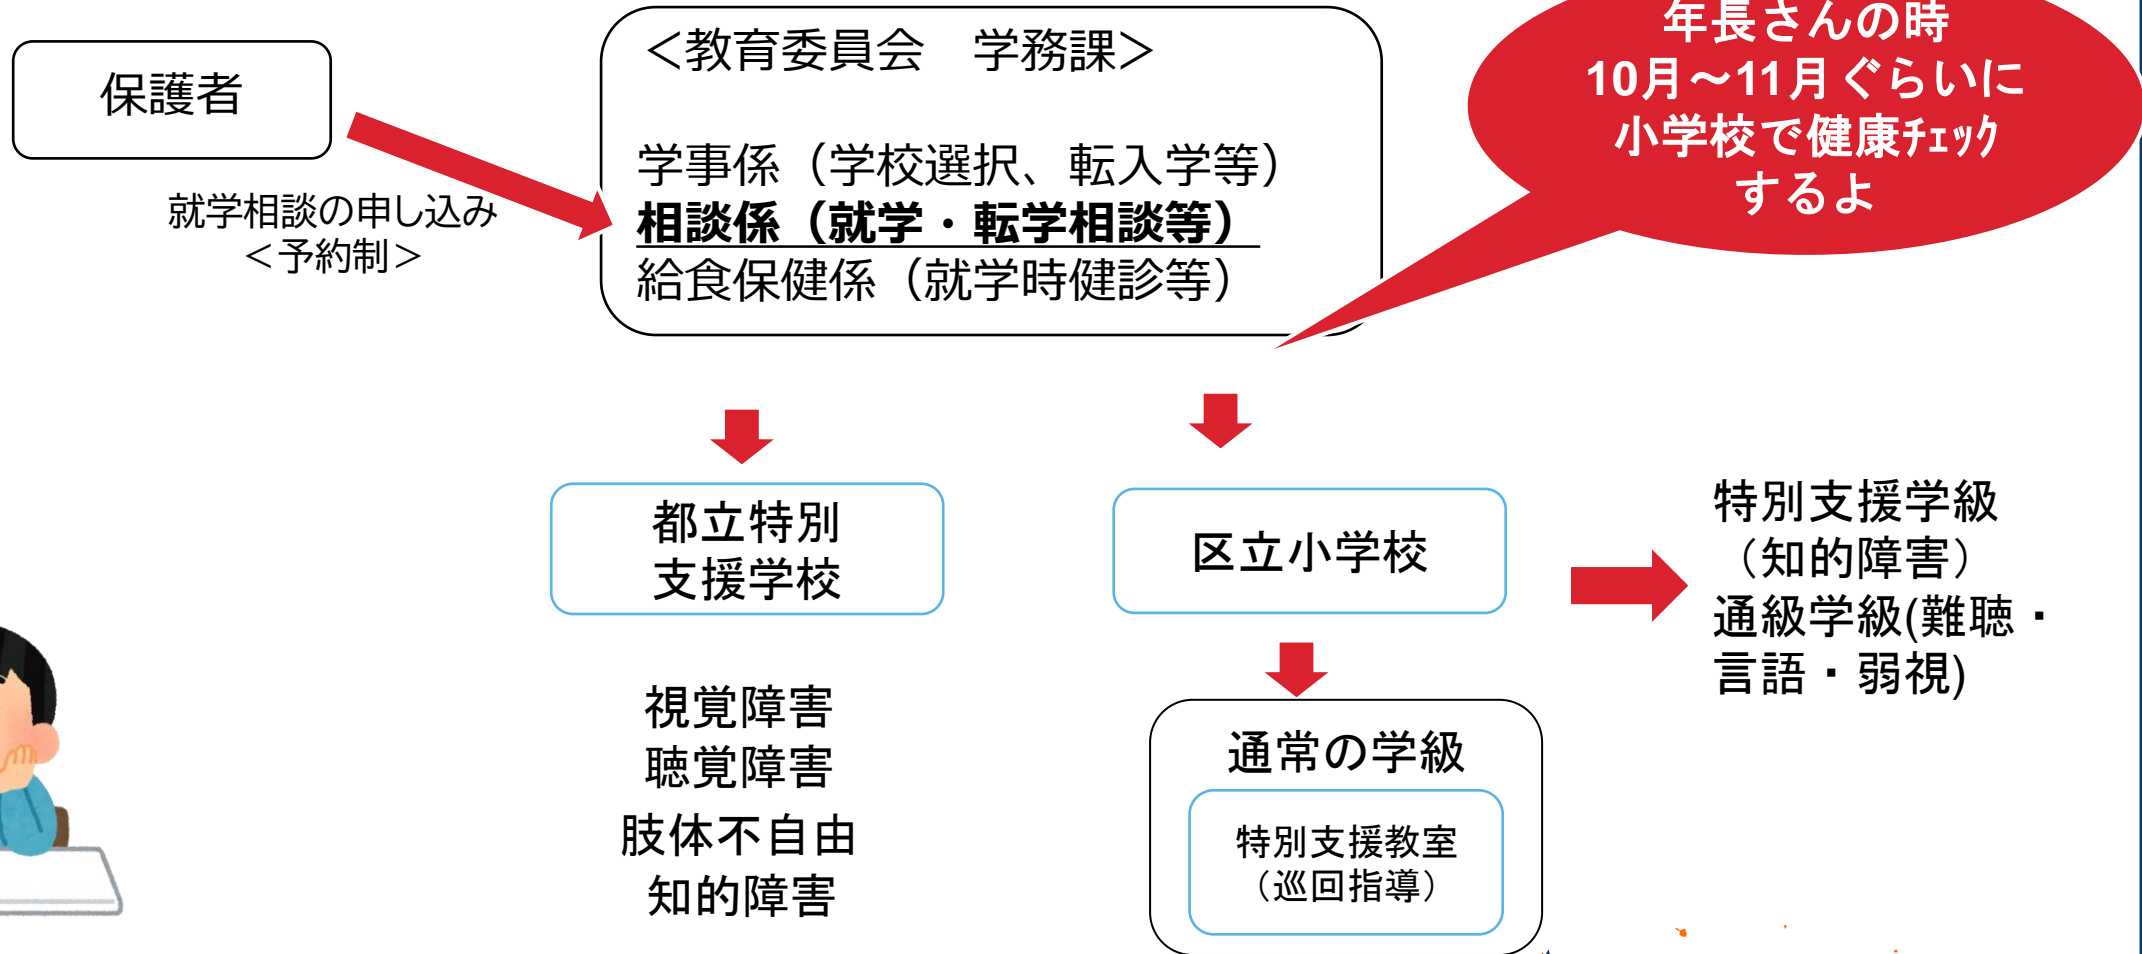 保護者
就学相談の申し込み
＜予約制＞
＜教育委員会　学務課＞
学事係（学校選択、転入学等）
相談係（就学・転学相談等）
給食保健係（就学時健診等）
年長さんの時
10月～11月ぐらいに
小学校で健康ﾁｪｯｸ
するよ
都立特別
支援学校
視覚障害
聴覚障害
肢体不自由
知的障害
区立小学校
通常の学級
特別支援教室
（巡回指導）
特別支援学級
（知的障害）
通級学級(難聴・
言語・弱視)